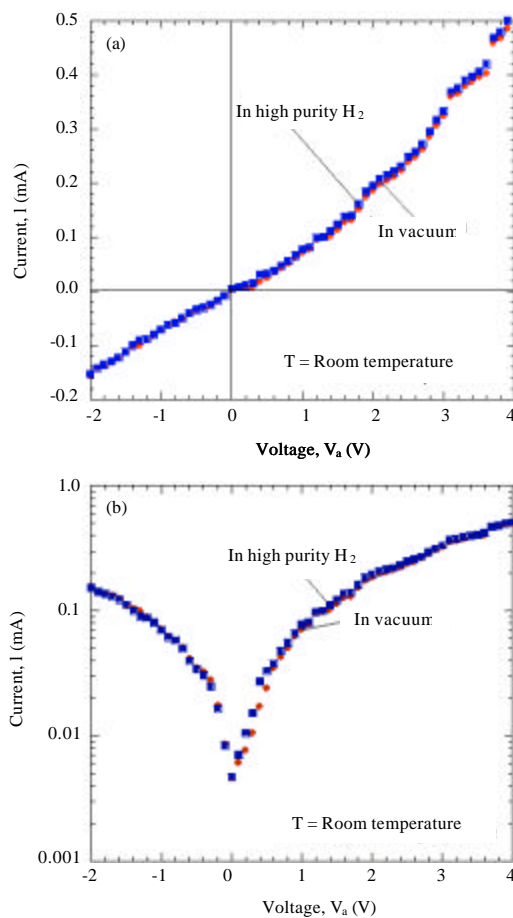 (a)
0.5
0.4
0.3
0.2
0.1
0.0
-0.1
-0.2
Current, I (mA)
In high purity H2
In vacuum
T = Room temperature
-2
-1
0
1
2
3
4
Voltage, Va (V)
(b)
1.0
0.1
0.01
0.001
Current, I (mA)
In high purity H2
In vacuum
T = Room temperature
-2
-1
0
1
2
3
4
Voltage, Va (V)